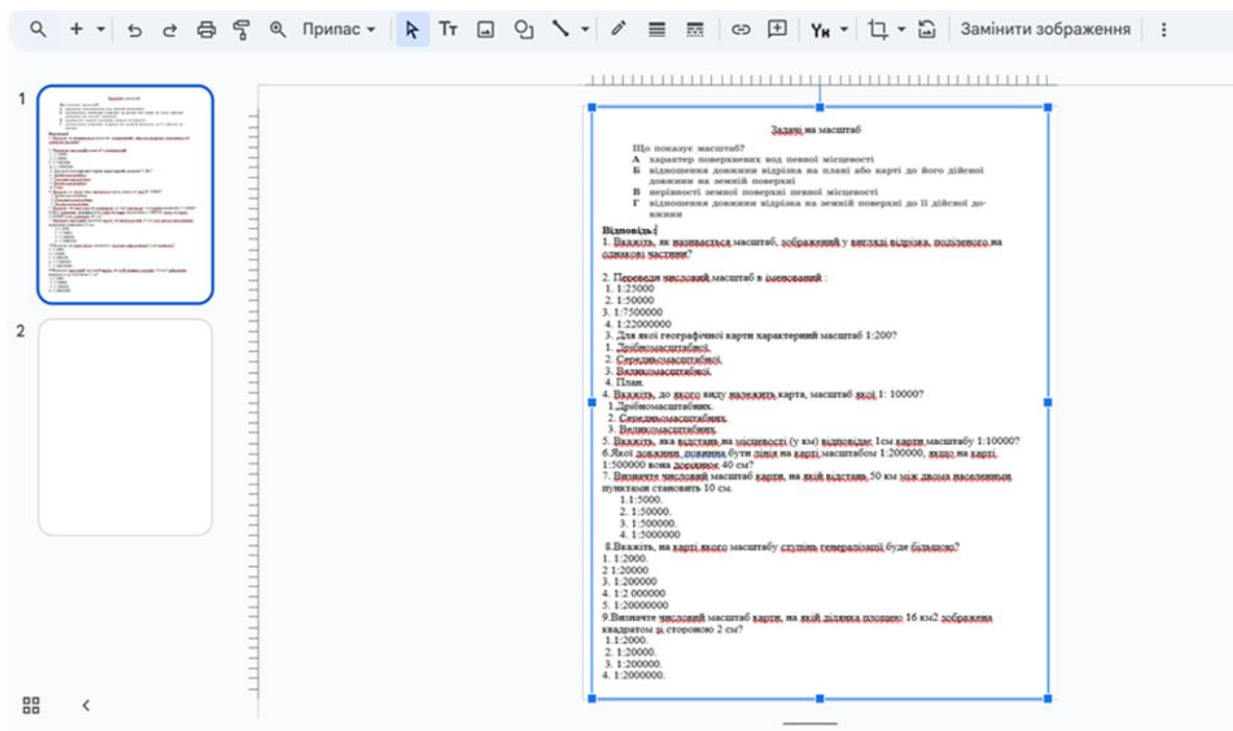 Припас
Тт
Замінити зображення
1
2
Задачі на масштаб
Що показує масштаб?
А характер поверхневих вод певної місцевості
Б відношення довжини відрізка на плані або карті до його дійсної
довжини на земній поверхні
В нерівності земної поверхні певної місцевості
Г відношення довжини відрізка на земній поверхні до її дійсної до-
вжини
Відповідь:
1. Вкажіть, як називається масштаб, зображений у вигляді відрізка, поділеного на
однакові частини?
2. Переведи числовий масштаб в іменований :
1. 1:25000
2. 1:50000
3. 1:7500000
4. 1:22000000
3. Для якої географічної карти характерний масштаб 1:200?
1. Дрібномасштабної.
2. Середньомасштабної.
3. Великомасштабної.
4. План.
4. Вкажіть, до якого виду належить карта, масштаб якої 1: 10000?
1.Дрібномасштабних.
2. Середньомасштабних.
3. Великомасштабних.
5. Вкажіть, яка відстань на місцевості (у км) відповідає 1см карти масштабу 1:10000?
6.Якої довжини повинна бути лінія на карті масштабом 1:200000, якщо на карті
1:500000 вона дорівнює 40 см?
7. Визначте числовий масштаб карти, на якій відстань 50 км між двома населеними
пунктами становить 10 см.
1.1:5000.
2. 1:50000.
3. 1:500000.
4. 1:5000000
8.Вкажіть, на карті якого масштабу ступінь генералізації буде більшою?
1. 1:2000.
2 1:20000
3. 1:200000
4. 1:2 000000
5. 1:20000000
9.Визначте числовий масштаб карти, на якій ділянка площею 16 км2 зображена
квадратом зі стороною 2 см?
1.1:2000.
2. 1:20000.
3. 1:200000.
4. 1:2000000.